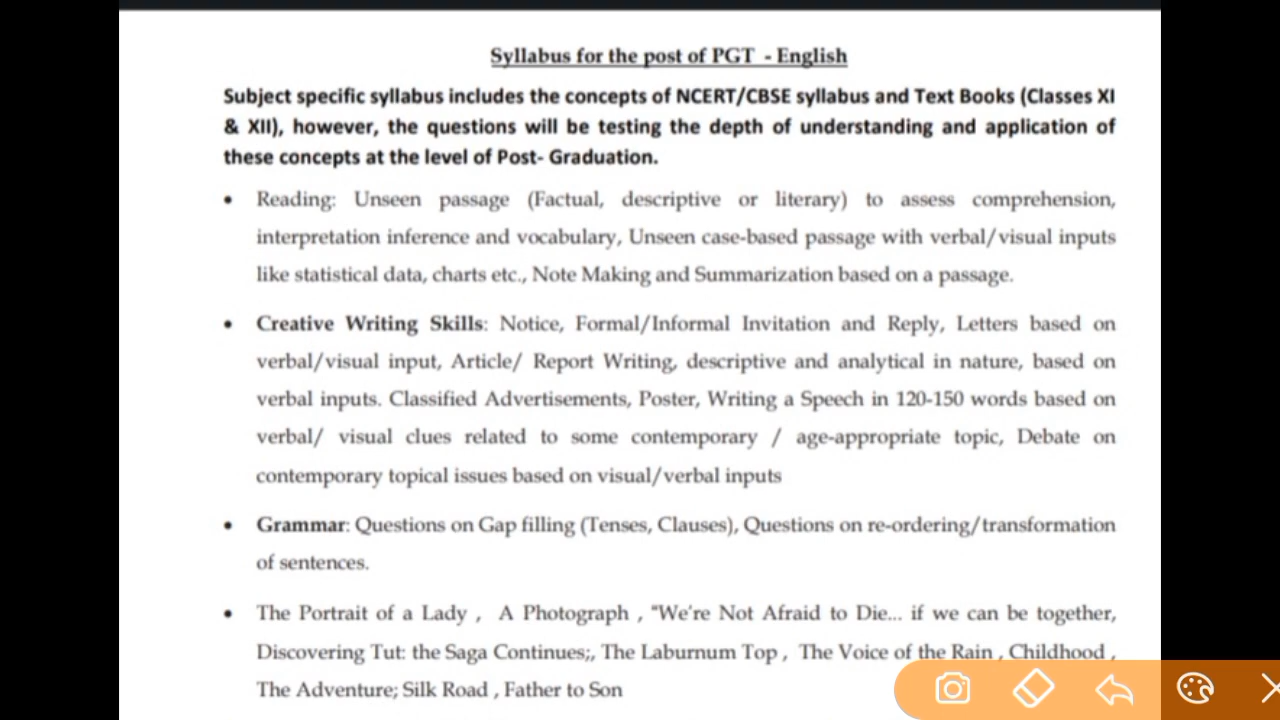 Syllabus for the post of PGT - English
Subject specific syllabus includes the concepts of NCERT/CBSE syllabus and Text Books (Classes XI
& XII), however, the questions will be testing the depth of understanding and application of
these concepts at the level of Post- Graduation.
• Reading: Unseen passage (Factual, descriptive or literary) to assess comprehension,
interpretation inference and vocabulary, Unseen case-based passage with verbal/visual inputs
like statistical data, charts etc., Note Making and Summarization based on a passage.
• Creative Writing Skills: Notice, Formal/Informal Invitation and Reply, Letters based on
verbal/visual input, Article/ Report Writing, descriptive and analytical in nature, based on
verbal inputs. Classified Advertisements, Poster, Writing a Speech in 120-150 words based on
verbal/ visual clues related to some contemporary / age-appropriate topic, Debate on
contemporary topical issues based on visual/verbal inputs
• Grammar: Questions on Gap filling (Tenses, Clauses), Questions on re-ordering/transformation
of sentences.
• The Portrait of a Lady , A Photograph , "We're Not Afraid to Die... if we can be together,
Discovering Tut: the Saga Continues;, The Laburnum Top , The Voice of the Rain , Childhood ,
The Adventure; Silk Road , Father to Son